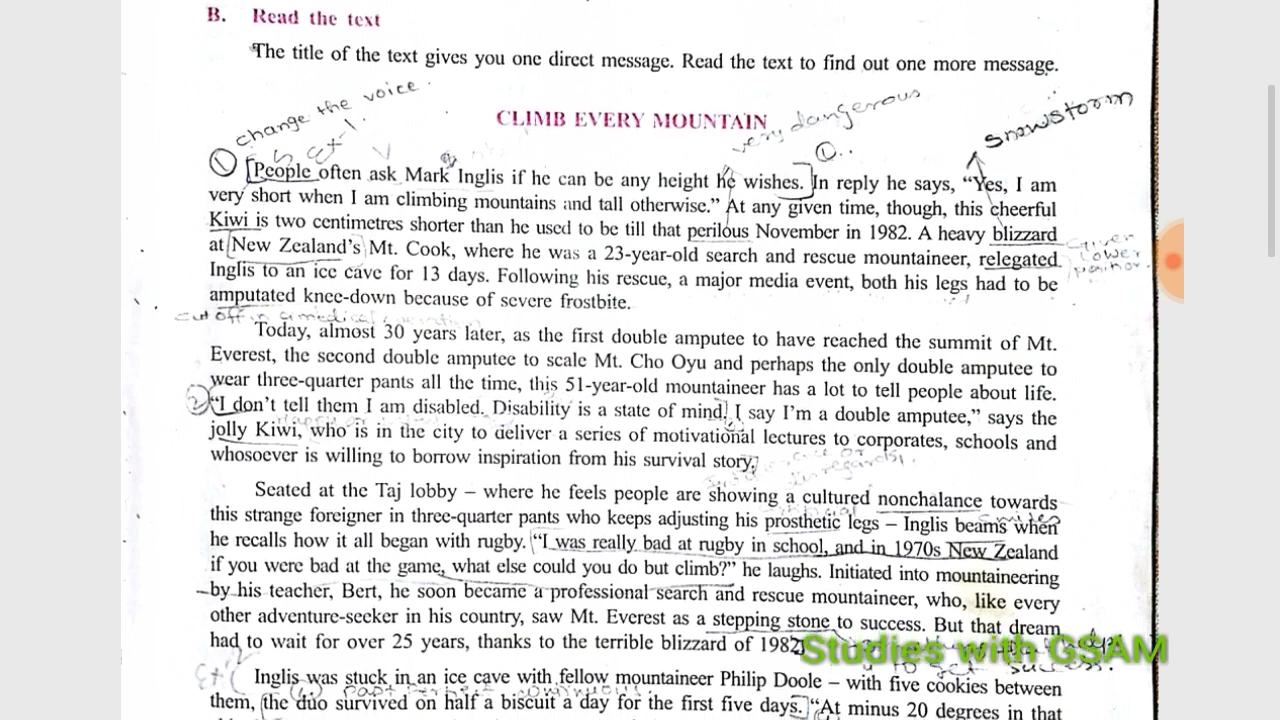 B. Read the text
The title of the text gives you one direct message. Read the text to find out one more message.
change the voice.
Ex-1.
very dangerous
Snowstorm
CLIMB EVERY MOUNTAIN
1
1..
People often ask Mark Inglis if he can be any height he wishes. In reply he says, “Yes, I am
very short when I am climbing mountains and tall otherwise.” At any given time, though, this cheerful
Kiwi is two centimetres shorter than he used to be till that perilous November in 1982. A heavy blizzard
at New Zealand’s Mt. Cook, where he was a 23-year-old search and rescue mountaineer, relegated
Given
Lower
position.
Inglis to an ice cave for 13 days. Following his rescue, a major media event, both his legs had to be
amputated knee-down because of severe frostbite.
cut off in a medical
Today, almost 30 years later, as the first double amputee to have reached the summit of Mt.
Everest, the second double amputee to scale Mt. Cho Oyu and perhaps the only double amputee to
wear three-quarter pants all the time, this 51-year-old mountaineer has a lot to tell people about life.
2
“I don’t tell them I am disabled. Disability is a state of mind. I say I’m a double amputee,” says the
jolly Kiwi, who is in the city to deliver a series of motivational lectures to corporates, schools and
whosoever is willing to borrow inspiration from his survival story.
Seated at the Taj lobby – where he feels people are showing a cultured nonchalance towards
this strange foreigner in three-quarter pants who keeps adjusting his prosthetic legs – Inglis beams when
he recalls how it all began with rugby. “I was really bad at rugby in school, and in 1970s New Zealand
if you were bad at the game, what else could you do but climb?” he laughs. Initiated into mountaineering
by his teacher, Bert, he soon became a professional search and rescue mountaineer, who, like every
other adventure-seeker in his country, saw Mt. Everest as a stepping stone to success. But that dream
had to wait for over 25 years, thanks to the terrible blizzard of 1982.
Studies with GSAM
to get success.
Inglis was stuck in an ice cave with fellow mountaineer Philip Doole – with five cookies between
them, the duo survived on half a biscuit a day for the first five days. “At minus 20 degrees in that